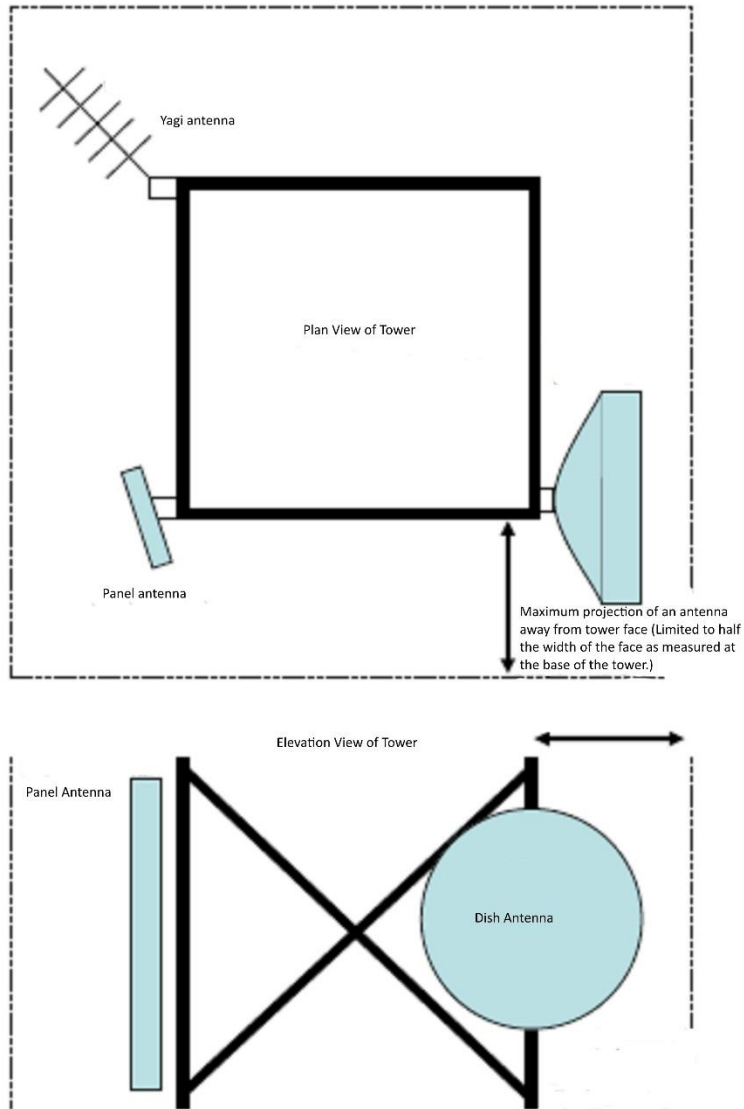 Yagi antenna
Plan View of Tower
Panel antenna
Maximum projection of an antenna
away from tower face (Limited to half
the width of the face as measured at
the base of the tower.)
Elevation View of Tower
Panel Antenna
Dish Antenna